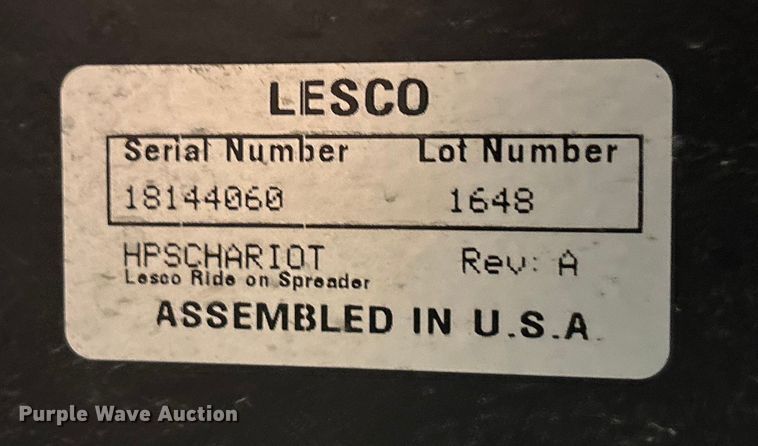 LESCO
Serial Number Lot Number
18144060 1648
HPSCHARIOT Rev: A
Lesco Ride on Spreader
ASSEMBLED IN U.S.A.
Purple Wave Auction